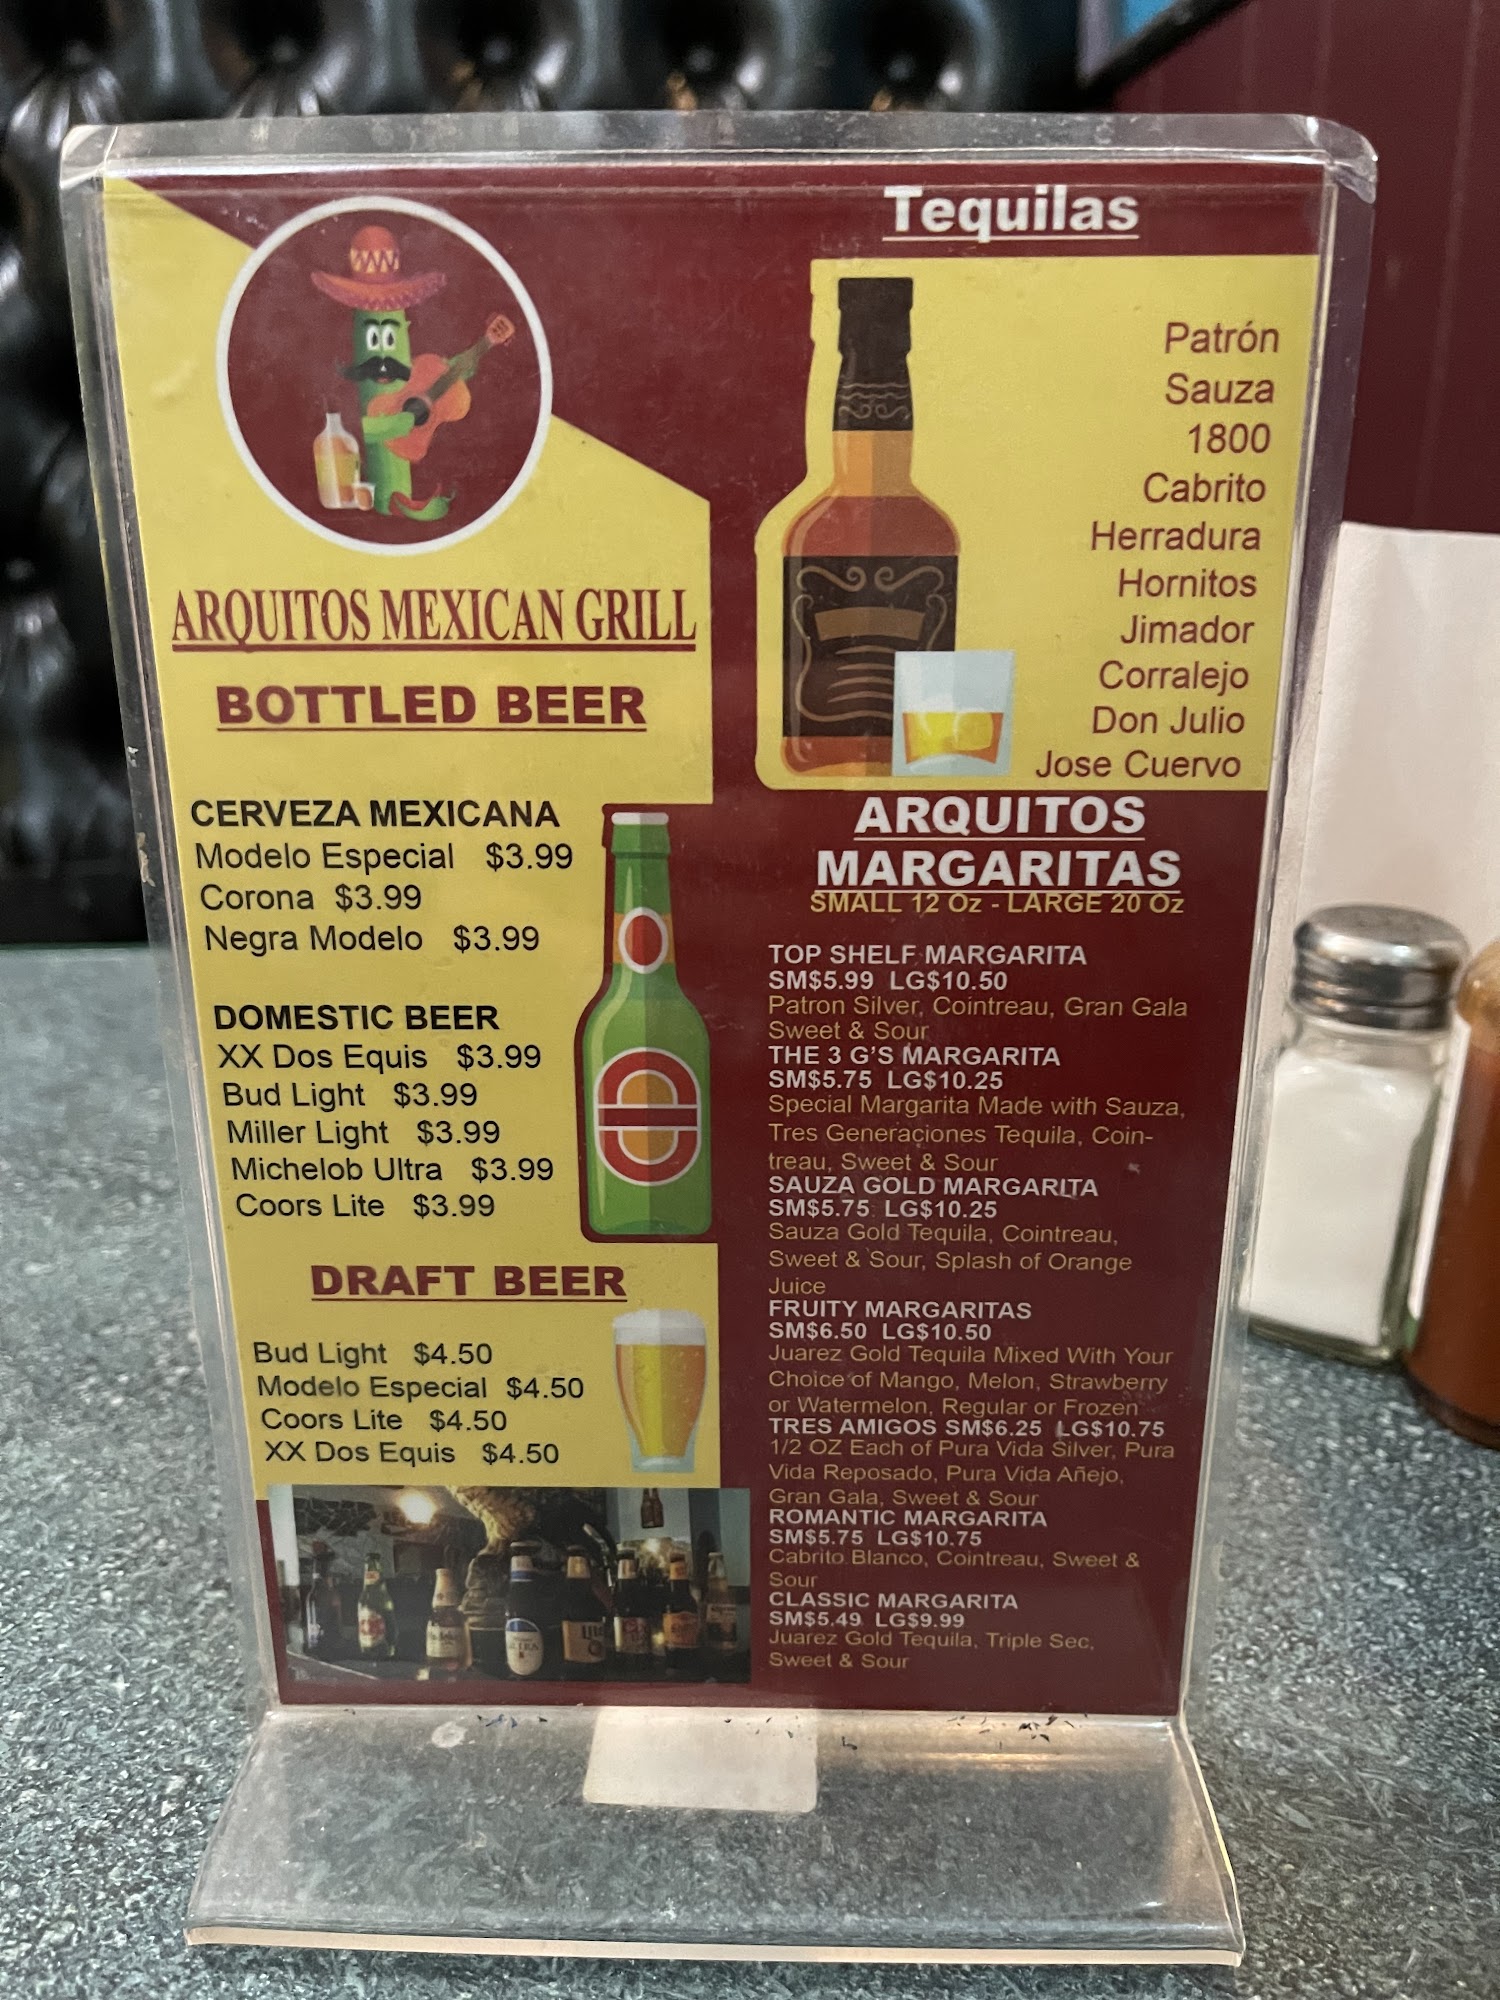 ARQUITOS MEXICAN GRILL
BOTTLED BEER
CERVEZA MEXICANA
Modelo Especial $3.99
Corona $3.99
Negra Modelo $3.99
DOMESTIC BEER
XX Dos Equis $3.99
Bud Light $3.99
Miller Light $3.99
Michelob Ultra $3.99
Coors Lite $3.99
DRAFT BEER
Bud Light $4.50
Modelo Especial $4.50
Coors Lite $4.50
XX Dos Equis $4.50
Tequilas
Patrón
Sauza
1800
Cabrito
Herradura
Hornitos
Jimador
Corralejo
Don Julio
Jose Cuervo
ARQUITOS
MARGARITAS
SMALL 12 Oz - LARGE 20 Oz
TOP SHELF MARGARITA
SM$5.99 LG$10.50
Patron Silver, Cointreau, Gran Gala
Sweet & Sour
THE 3 G'S MARGARITA
SM$5.75 LG$10.25
Special Margarita Made with Sauza,
Tres Generaciones Tequila, Coin-
treau, Sweet & Sour
SAUZA GOLD MARGARITA
SM$5.75 LG$10.25
Sauza Gold Tequila, Cointreau,
Sweet & Sour, Splash of Orange
Juice
FRUITY MARGARITAS
SM$6.50 LG$10.50
Juarez Gold Tequila Mixed With Your
Choice of Mango, Melon, Strawberry
or Watermelon, Regular or Frozen
TRES AMIGOS SM$6.25 LG$10.75
1/2 OZ Each of Pura Vida Silver, Pura
Vida Reposado, Pura Vida Añejo,
Gran Gala, Sweet & Sour
ROMANTIC MARGARITA
SM$5.75 LG$10.75
Cabrito Blanco, Cointreau, Sweet &
Sour
CLASSIC MARGARITA
SM$5.49 LG$9.99
Juarez Gold Tequila, Triple Sec,
Sweet & Sour